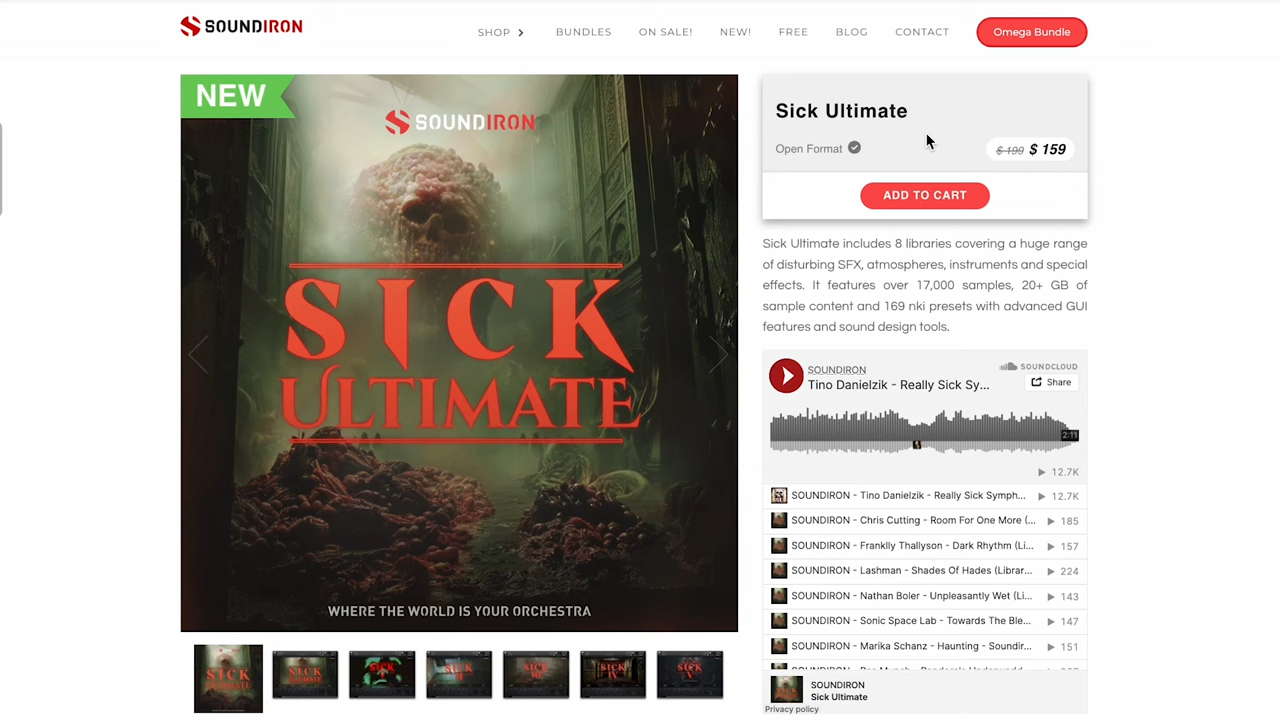 SOUNDIRON
SHOP
BUNDLES
ON SALE!
NEW!
FREE
BLOG
CONTACT
Omega Bundle
NEW
SOUNDIRON
SICK
ULTIMATE
WHERE THE WORLD IS YOUR ORCHESTRA
Sick Ultimate
Open Format
$ 199 $ 159
ADD TO CART
Sick Ultimate includes 8 libraries covering a huge range
of disturbing SFX, atmospheres, instruments and special
effects. It features over 17,000 samples, 20+ GB of
sample content and 169 nki presets with advanced GUI
features and sound design tools.
SOUNDIRON
Tino Danielzik - Really Sick Sy...
SOUNDCLOUD
Share
2:11
12.7K
SOUNDIRON - Tino Danielzik - Really Sick Symph... 12.7K
SOUNDIRON - Chris Cutting - Room For One More (... 185
SOUNDIRON - Franklly Thallyson - Dark Rhythm (Li... 157
SOUNDIRON - Lashman - Shades Of Hades (Librar... 224
SOUNDIRON - Nathan Boler - Unpleasantly Wet (Li... 143
SOUNDIRON - Sonic Space Lab - Towards The Ble... 147
SOUNDIRON - Marika Schanz - Haunting - Soundir... 151
SOUNDIRON
Sick Ultimate
Privacy policy